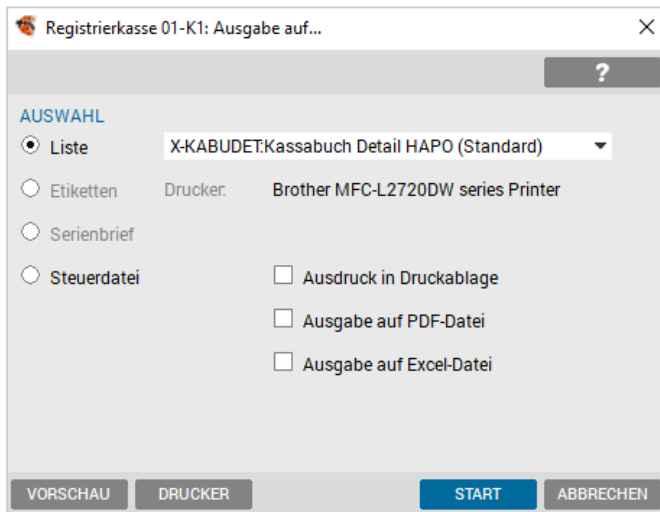 Registrierkasse 01-K1: Ausgabe auf...
?
AUSWAHL
Liste X-KABUDET:Kassabuch Detail HAPO (Standard)
Etiketten Drucker: Brother MFC-L2720DW series Printer
Serienbrief
Steuerdatei Ausdruck in Druckablage
Ausgabe auf PDF-Datei
Ausgabe auf Excel-Datei
VORSCHAU DRUCKER START ABBRECHEN